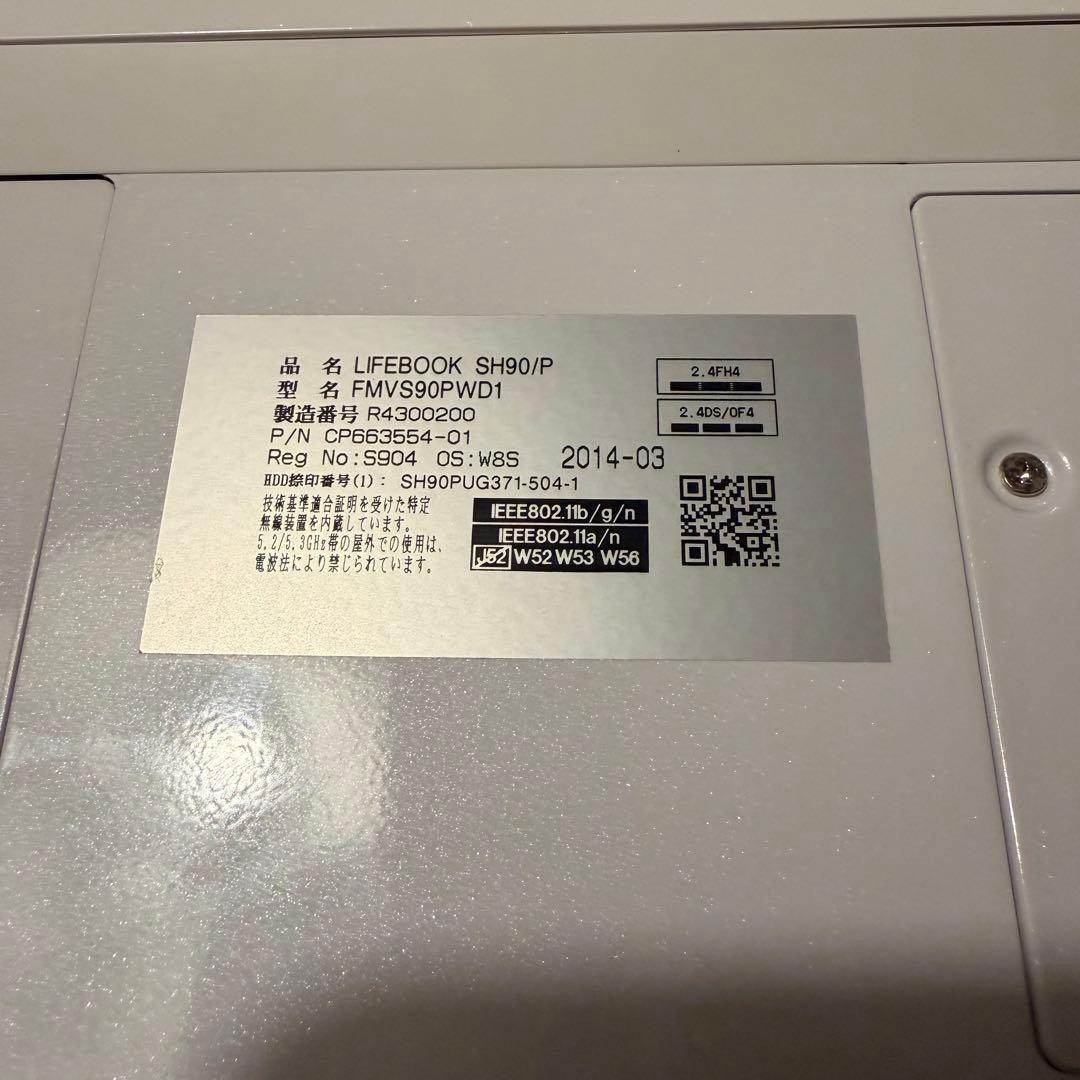 品 名 LIFEBOOK SH90/P
型 名 FMVS90PWD1
製造番号 R4300200
P/N CP663554-01
Reg No:S904 OS:W8S 2014-03
HDD捺印番号(1): SH90PUG371-504-1
技術基準適合証明を受けた特定
無線装置を内蔵しています。
5.2/5.3GHz帯の屋外での使用は、
電波法により禁じられています。
2.4FH4
2.4DS/OF4
IEEE802.11b/g/n
IEEE802.11a/n
J52 W52 W53 W56